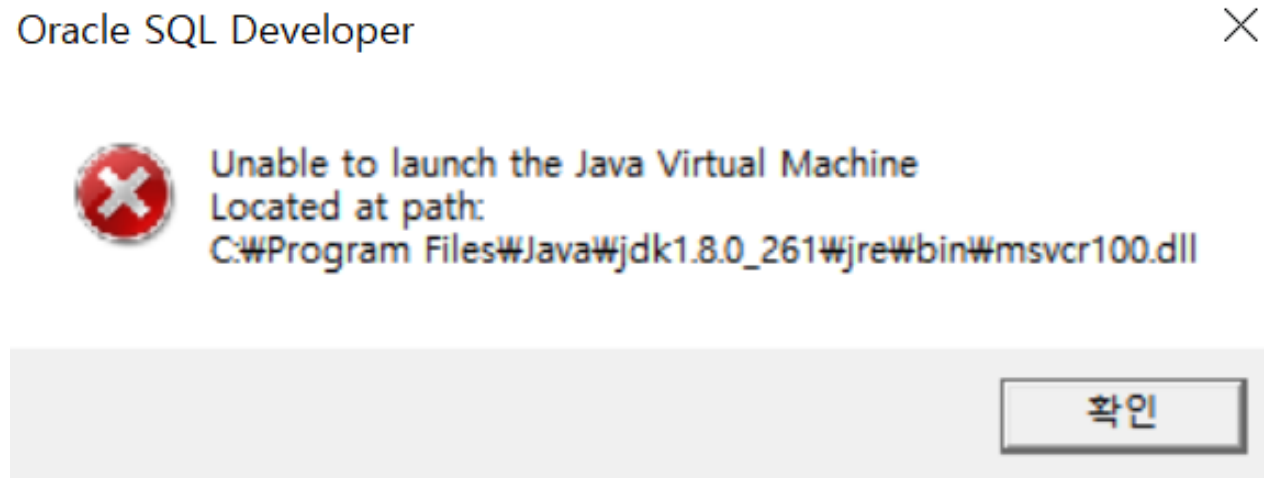 Oracle SQL Developer
Unable to launch the Java Virtual Machine
Located at path:
C:₩Program Files₩Java₩jdk1.8.0_261₩jre₩bin₩msvcr100.dll
확인